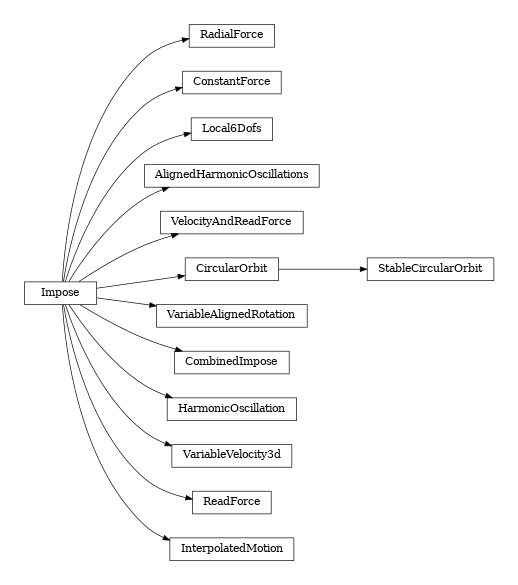 RadialForce
ConstantForce
Local6Dofs
AlignedHarmonicOscillations
VelocityAndReadForce
CircularOrbit
StableCircularOrbit
Impose
VariableAlignedRotation
CombinedImpose
HarmonicOscillation
VariableVelocity3d
ReadForce
InterpolatedMotion